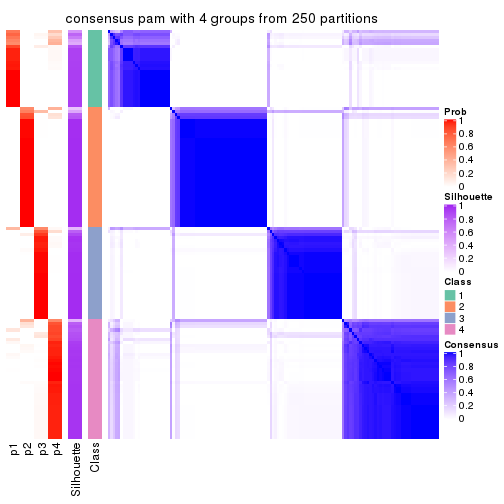 consensus pam with 4 groups from 250 partitions
Prob
1
0.8
0.6
0.4
0.2
0
Silhouette
1
0.8
0.6
0.4
0.2
0
Class
1
2
3
4
Consensus
1
0.8
0.6
0.4
0.2
0
p1
p2
p3
p4
Silhouette
Class